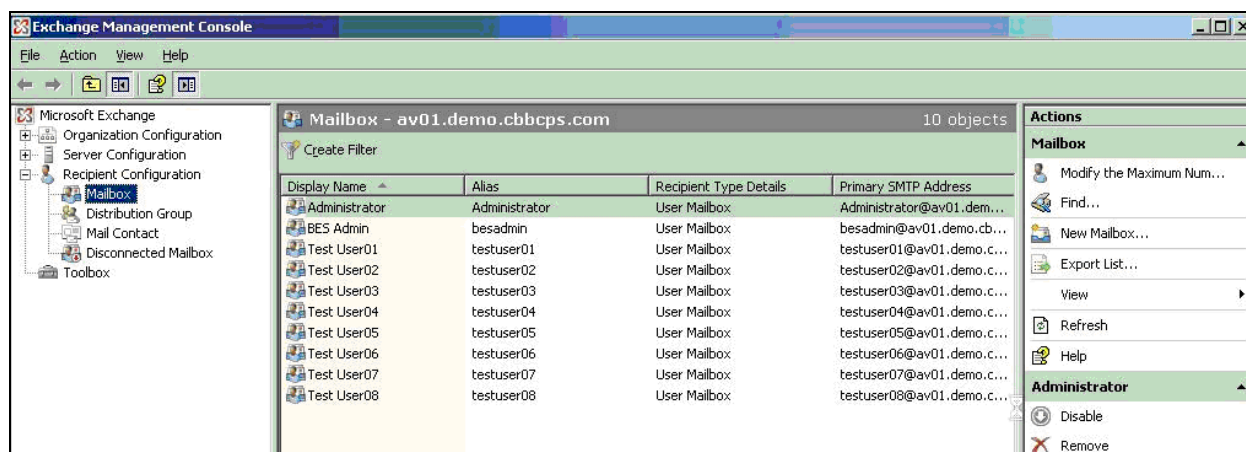 Exchange Management Console
File Action View Help
Microsoft Exchange
Organization Configuration
Server Configuration
Recipient Configuration
Mailbox
Distribution Group
Mail Contact
Disconnected Mailbox
Toolbox
Mailbox - av01.demo.cbbcps.com 10 objects
Create Filter
Display Name Alias Recipient Type Details Primary SMTP Address
Administrator Administrator User Mailbox Administrator@av01.dem...
BES Admin besadmin User Mailbox besadmin@av01.demo.cb...
Test User01 testuser01 User Mailbox testuser01@av01.demo.c...
Test User02 testuser02 User Mailbox testuser02@av01.demo.c...
Test User03 testuser03 User Mailbox testuser03@av01.demo.c...
Test User04 testuser04 User Mailbox testuser04@av01.demo.c...
Test User05 testuser05 User Mailbox testuser05@av01.demo.c...
Test User06 testuser06 User Mailbox testuser06@av01.demo.c...
Test User07 testuser07 User Mailbox testuser07@av01.demo.c...
Test User08 testuser08 User Mailbox testuser08@av01.demo.c...
Actions
Mailbox
Modify the Maximum Num...
Find...
New Mailbox...
Export List...
View
Refresh
Help
Administrator
Disable
Remove